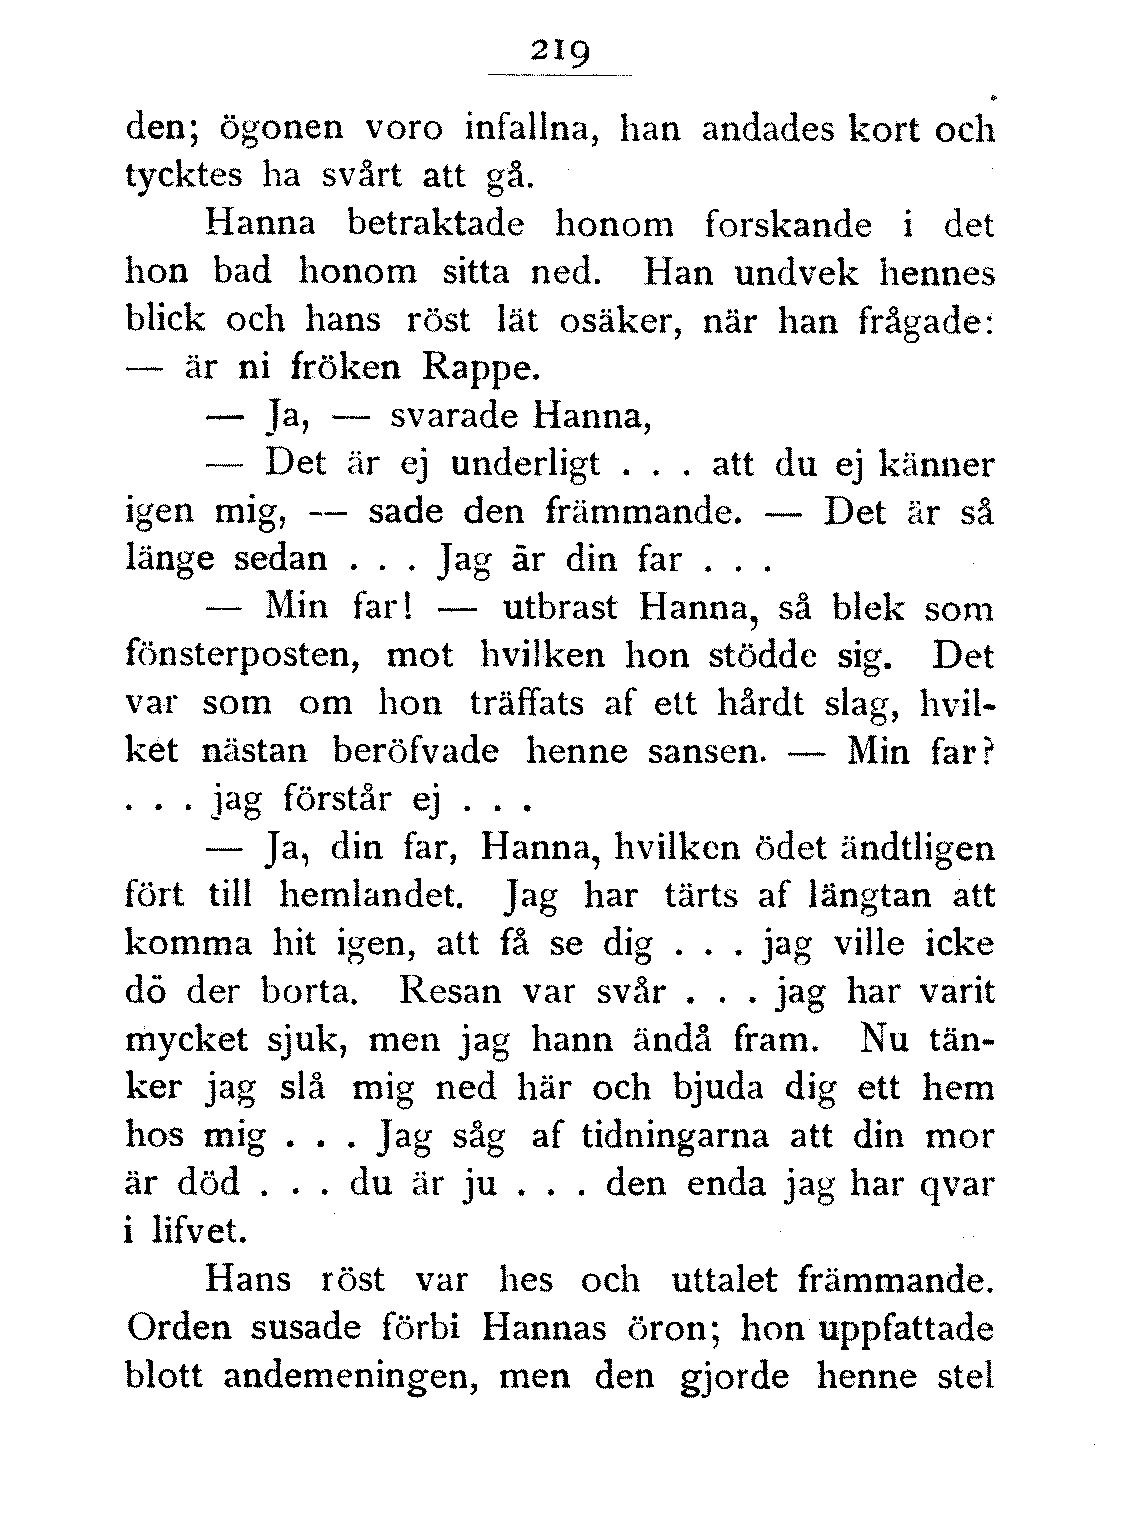 219
den; ögonen voro infallna, han andades kort och
tycktes ha svårt att gå.
Hanna betraktade honom forskande i det
hon bad honom sitta ned. Han undvek hennes
blick och hans röst lät osäker, när han frågade:
— är ni fröken Rappe.
— Ja, — svarade Hanna,
— Det är ej underligt . . . att du ej känner
igen mig, — sade den främmande. — Det är så
länge sedan . . . Jag är din far . . .
— Min far! — utbrast Hanna, så blek som
fönsterposten, mot hvilken hon stödde sig. Det
var som om hon träffats af ett hårdt slag, hvil-
ket nästan beröfvade henne sansen. — Min far?
. . . jag förstår ej . . .
— Ja, din far, Hanna, hvilken ödet ändtligen
fört till hemlandet. Jag har tärts af längtan att
komma hit igen, att få se dig . . . jag ville icke
dö der borta. Resan var svår . . . jag har varit
mycket sjuk, men jag hann ändå fram. Nu tän-
ker jag slå mig ned här och bjuda dig ett hem
hos mig . . . Jag såg af tidningarna att din mor
är död . . . du är ju . . . den enda jag har qvar
i lifvet.
Hans röst var hes och uttalet främmande.
Orden susade förbi Hannas öron; hon uppfattade
blott andemeningen, men den gjorde henne stel